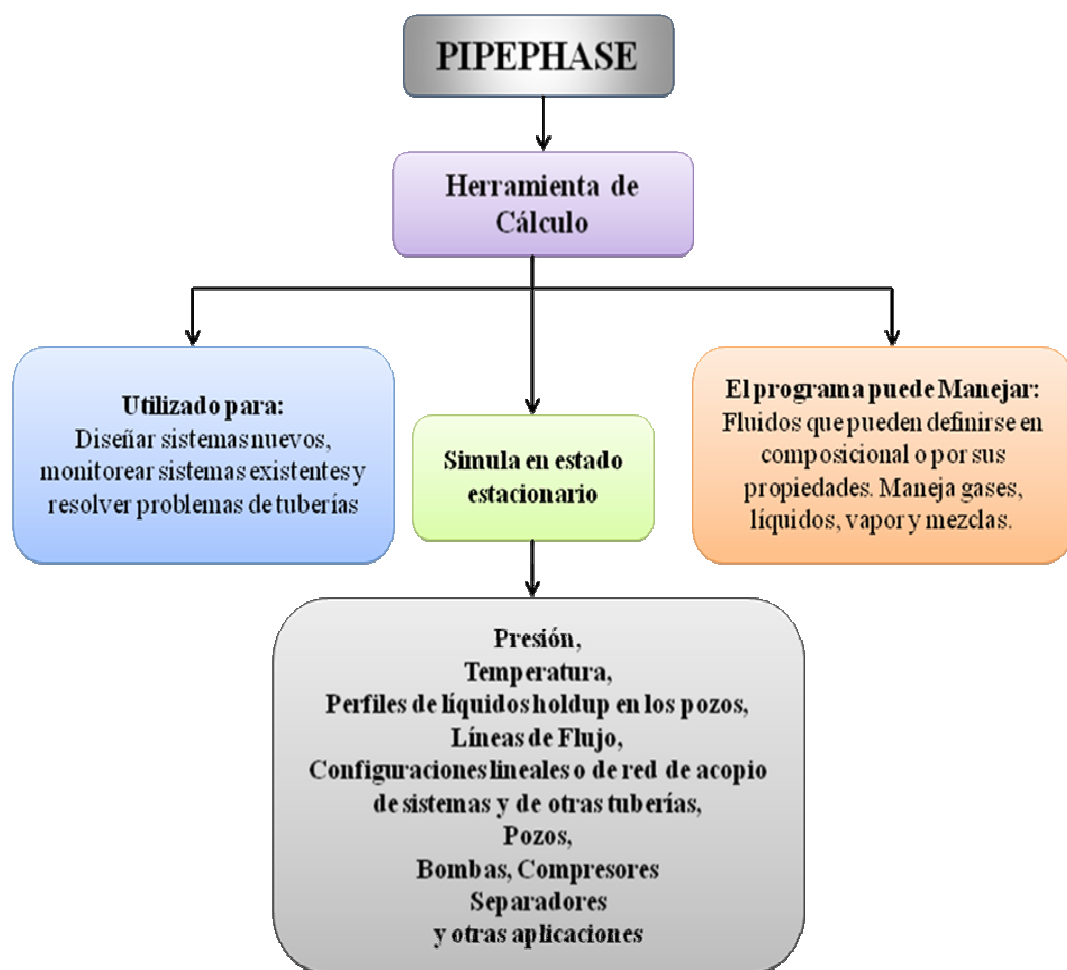 PIPEPHASE
Herramienta de
Cálculo
Utilizado para:
Diseñar sistemas nuevos,
monitorear sistemas existentes y
resolver problemas de tuberías
Simula en estado
estacionario
El programa puede Manejar:
Fluidos que pueden definirse en
composicional o por sus
propiedades. Maneja gases,
líquidos, vapor y mezclas.
Presión,
Temperatura,
Perfiles de líquidos holdup en los pozos,
Líneas de Flujo,
Configuraciones lineales o de red de acopio
de sistemas y de otras tuberías,
Pozos,
Bombas, Compresores
Separadores
y otras aplicaciones